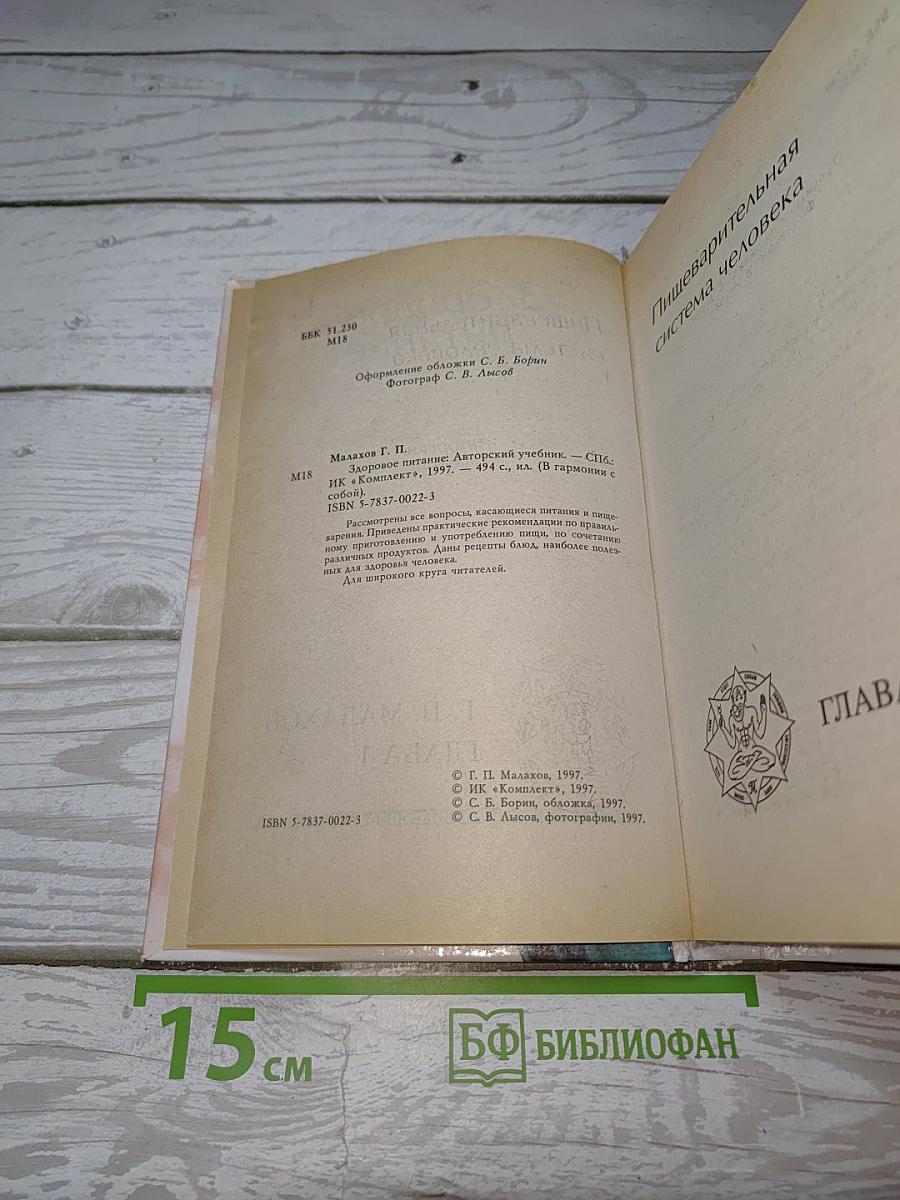 ББК 51.230
М18
Оформление обложки С. Б. Борин
Фотограф С. В. Лысов
Малахов Г. П.
М18 Здоровое питание: Авторский учебник. — СПб.:
ИК «Комплект», 1997. — 494 с., ил. (В гармонии с
собой).
ISBN 5-7837-0022-3
Рассмотрены все вопросы, касающиеся питания и пище-
варения. Приведены практические рекомендации по правиль-
ному приготовлению и употреблению пищи, по сочетанию
различных продуктов. Даны рецепты блюд, наиболее полез-
ных для здоровья человека.
Для широкого круга читателей.
© Г. П. Малахов, 1997.
© ИК «Комплект», 1997.
© С. Б. Борин, обложка, 1997.
© С. В. Лысов, фотографии, 1997.
ISBN 5-7837-0022-3
Пищеварительная
система человека
ГЛАВА
15 см
БФ БИБЛИОФАН